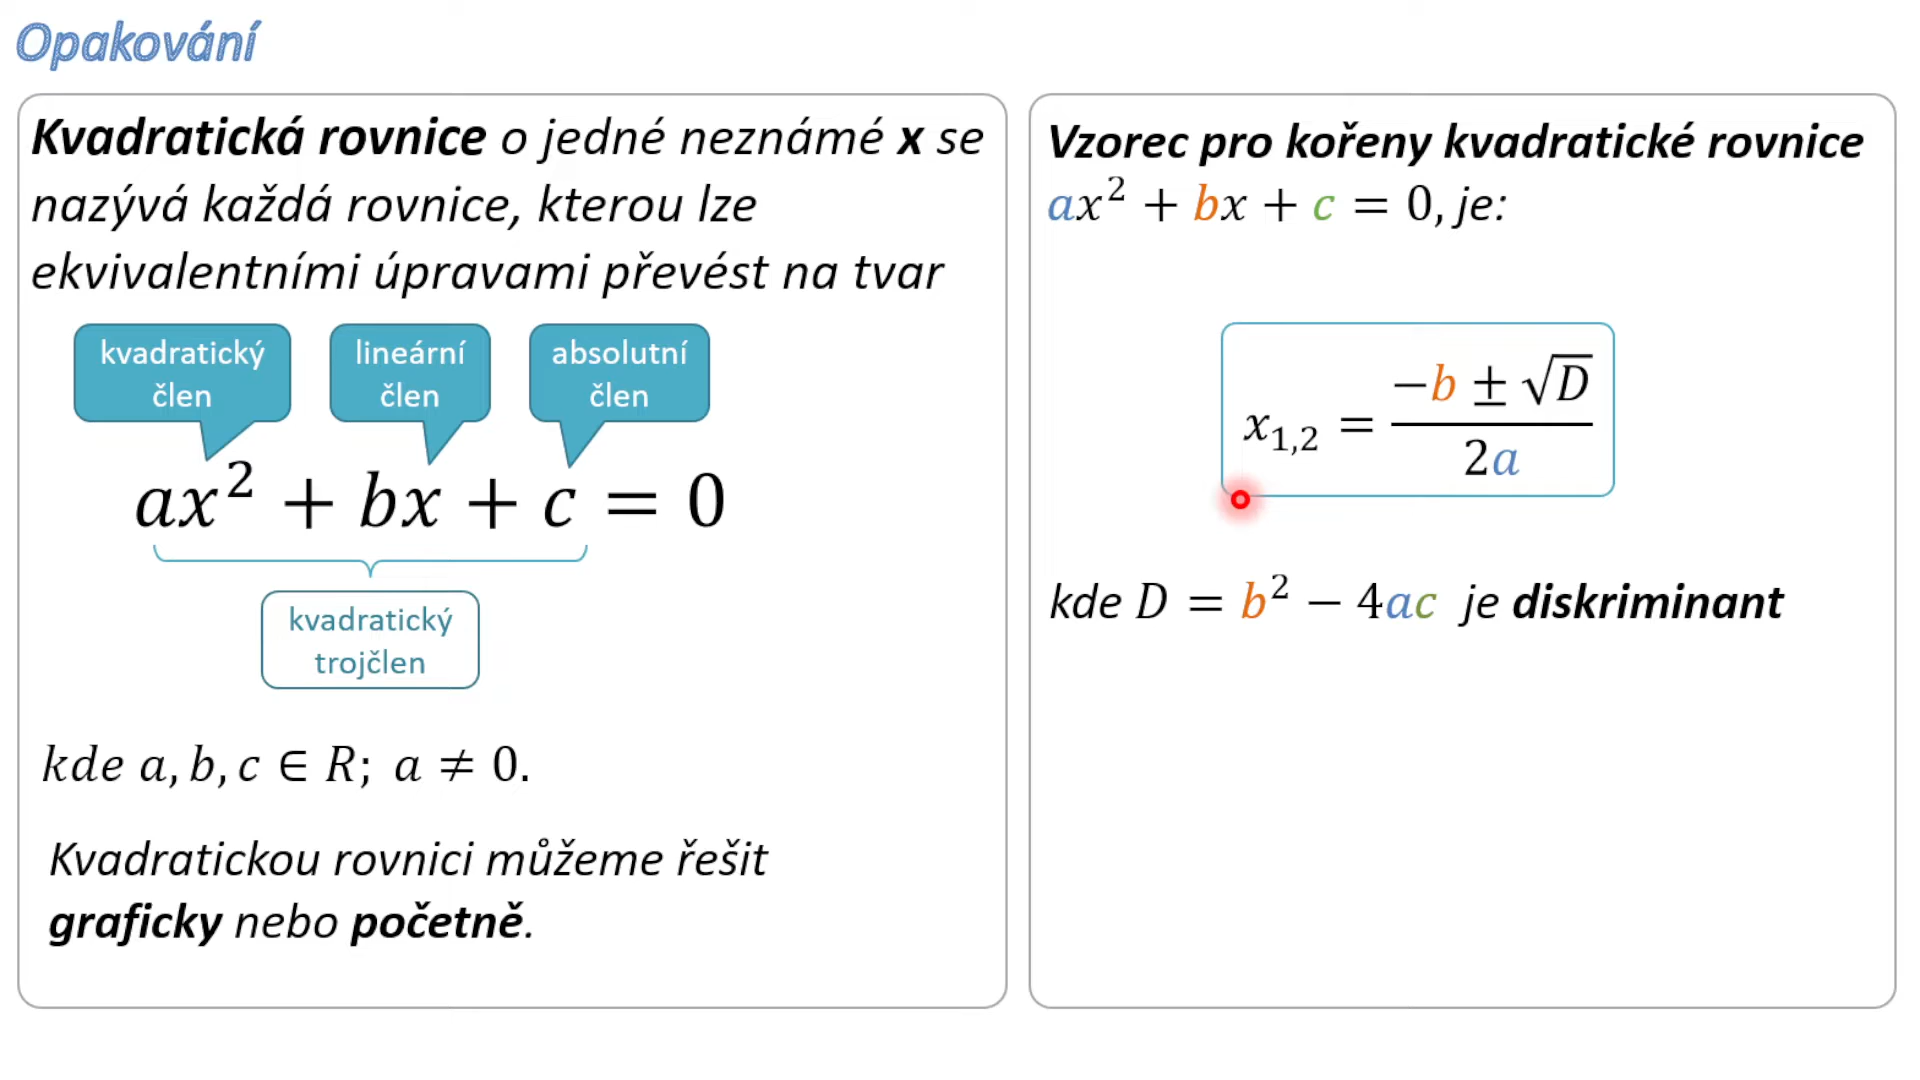 Opakování
Kvadratická rovnice o jedné neznámé x se
nazývá každá rovnice, kterou lze
ekvivalentními úpravami převést na tvar
kvadratický
člen
lineární
člen
absolutní
člen
ax² + bx + c = 0
kvadratický
trojčlen
kde a, b, c ∈ R; a ≠ 0.
Kvadratickou rovnici můžeme řešit
graficky nebo početně.
Vzorec pro kořeny kvadratické rovnice
ax² + bx + c = 0, je:
x₁,₂ = (−b ± √D) / 2a
kde D = b² − 4ac je diskriminant